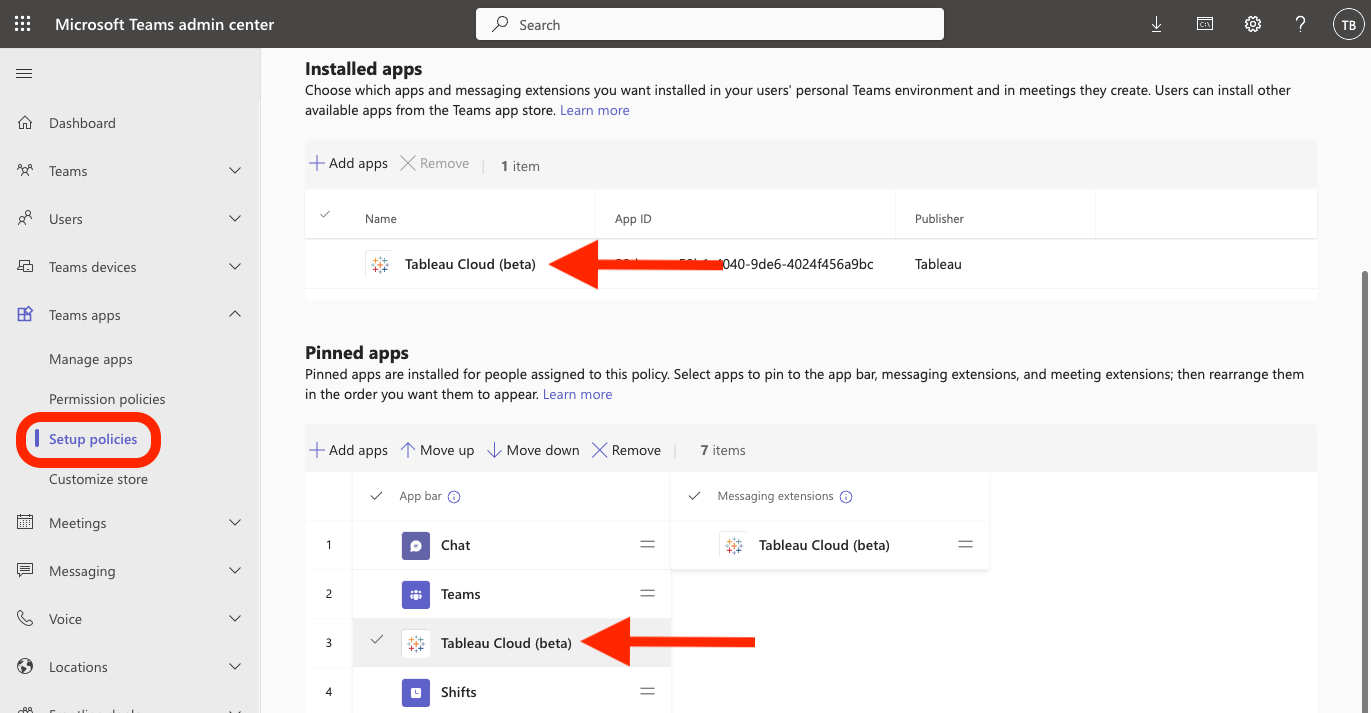 Microsoft Teams admin center
Search
TB
Dashboard
Teams
Users
Teams devices
Teams apps
Manage apps
Permission policies
Setup policies
Customize store
Meetings
Messaging
Voice
Locations
Installed apps
Choose which apps and messaging extensions you want installed in your users' personal Teams environment and in meetings they create. Users can install other
available apps from the Teams app store. Learn more
Add apps Remove | 1 item
Name App ID Publisher
Tableau Cloud (beta) 4040-9de6-4024f456a9bc Tableau
Pinned apps
Pinned apps are installed for people assigned to this policy. Select apps to pin to the app bar, messaging extensions, and meeting extensions; then rearrange them
in the order you want them to appear. Learn more
Add apps Move up Move down Remove | 7 items
App bar Messaging extensions
1 Chat Tableau Cloud (beta)
2 Teams
3 Tableau Cloud (beta)
4 Shifts